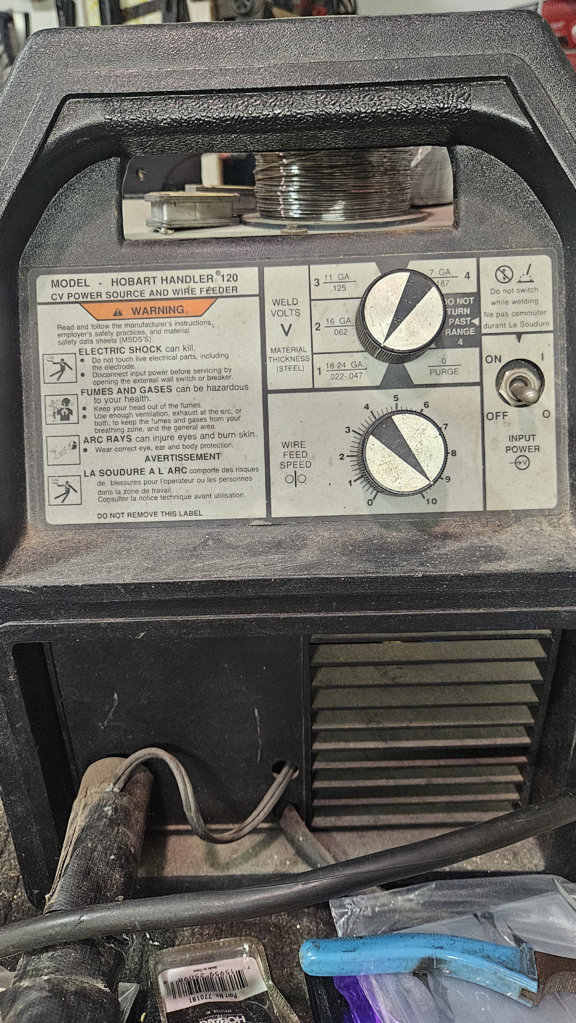 MODEL - HOBART HANDLER® 120
CV POWER SOURCE AND WIRE FEEDER
WARNING
Read and follow the manufacturer's instructions,
employer's safety practices, and material
safety data sheets (MSDS'S).
ELECTRIC SHOCK can kill.
• Do not touch live electrical parts, including
the electrode.
• Disconnect input power before servicing by
opening the external wall switch or breaker.
FUMES AND GASES can be hazardous
to your health.
• Keep your head out of the fumes.
• Use enough ventilation, exhaust at the arc, or
both, to keep the fumes and gases from your
breathing zone, and the general area.
ARC RAYS can injure eyes and burn skin.
• Wear correct eye, ear and body protection.
AVERTISSEMENT
LA SOUDURE A L'ARC comporte des risques
de blessures pour l'operateur ou les personnes
dans la zone de travail.
Consulter la notice technique avant utilisation.
DO NOT REMOVE THIS LABEL
WELD
VOLTS
V
MATERIAL
THICKNESS
(STEEL)
3 11 GA.
.125
2 16 GA.
.062
1 18-24 GA.
.022-.047
7 GA. 4
.187
DO NOT
TURN
PAST
RANGE
4
0
PURGE
WIRE
FEED
SPEED
0 1 2 3 4 5 6 7 8 9 10
Do not switch
while welding
Ne pas commuter
durant Le Soudure
ON I
OFF O
INPUT
POWER
Part No. 770187
HOBART